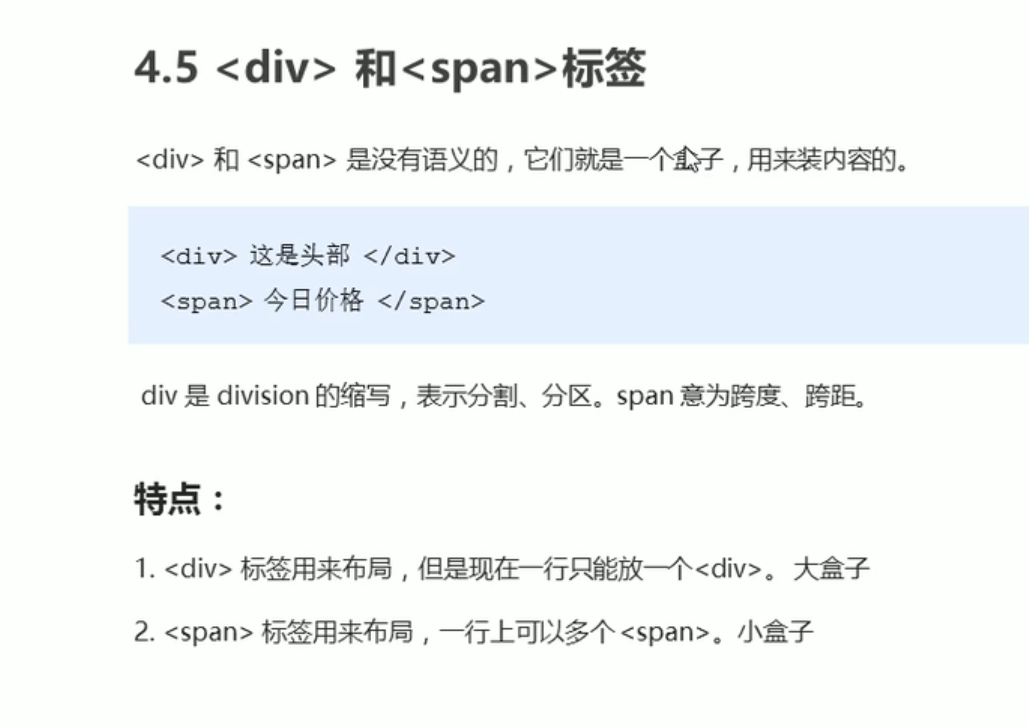 4.5 <div> 和<span>标签
<div> 和 <span> 是没有语义的，它们就是一个盒子，用来装内容的。
<div> 这是头部 </div>
<span> 今日价格 </span>
div 是 division 的缩写，表示分割、分区。span 意为跨度、跨距。
特点：
1. <div> 标签用来布局，但是现在一行只能放一个<div>。 大盒子
2. <span> 标签用来布局，一行上可以多个 <span>。小盒子